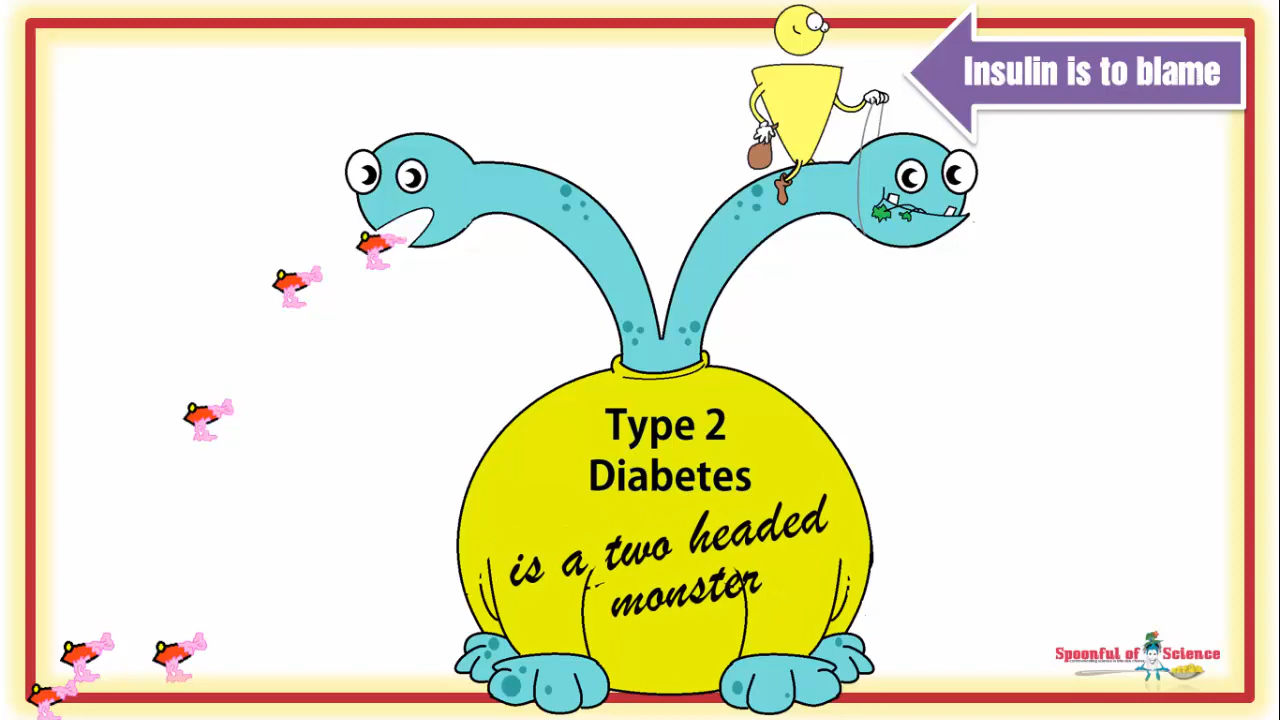 Insulin is to blame
Type 2
Diabetes
is a two headed
monster
Spoonful of Science